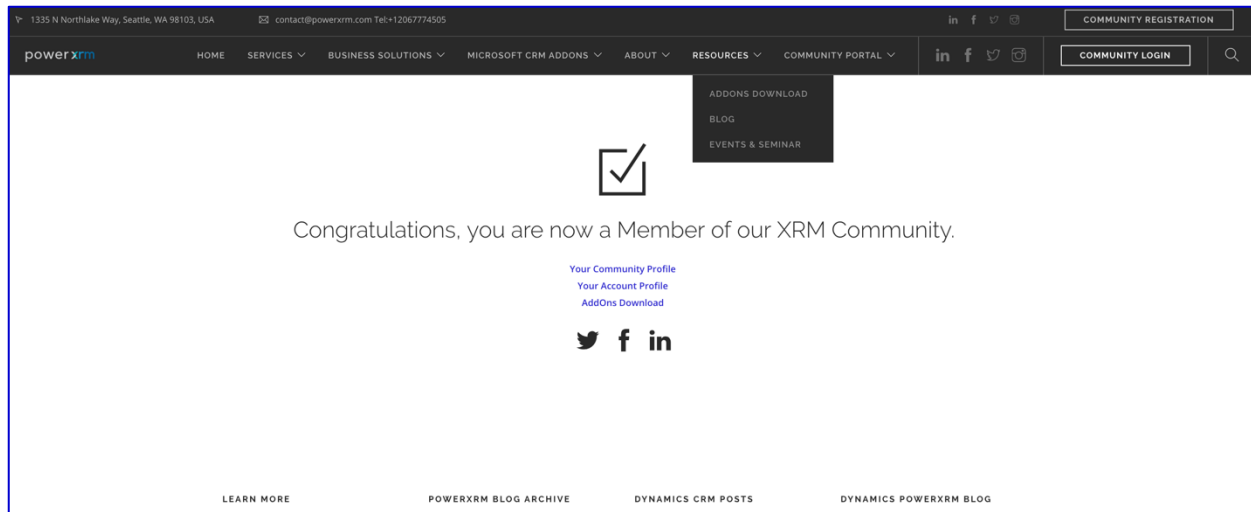 1335 N Northlake Way, Seattle, WA 98103, USA contact@powerxrm.com Tel:+12067774505 COMMUNITY REGISTRATION
powerxrm HOME SERVICES BUSINESS SOLUTIONS MICROSOFT CRM ADDONS ABOUT RESOURCES COMMUNITY PORTAL COMMUNITY LOGIN
ADDONS DOWNLOAD
BLOG
EVENTS & SEMINAR
Congratulations, you are now a Member of our XRM Community.
Your Community Profile
Your Account Profile
AddOns Download
LEARN MORE POWERXRM BLOG ARCHIVE DYNAMICS CRM POSTS DYNAMICS POWERXRM BLOG